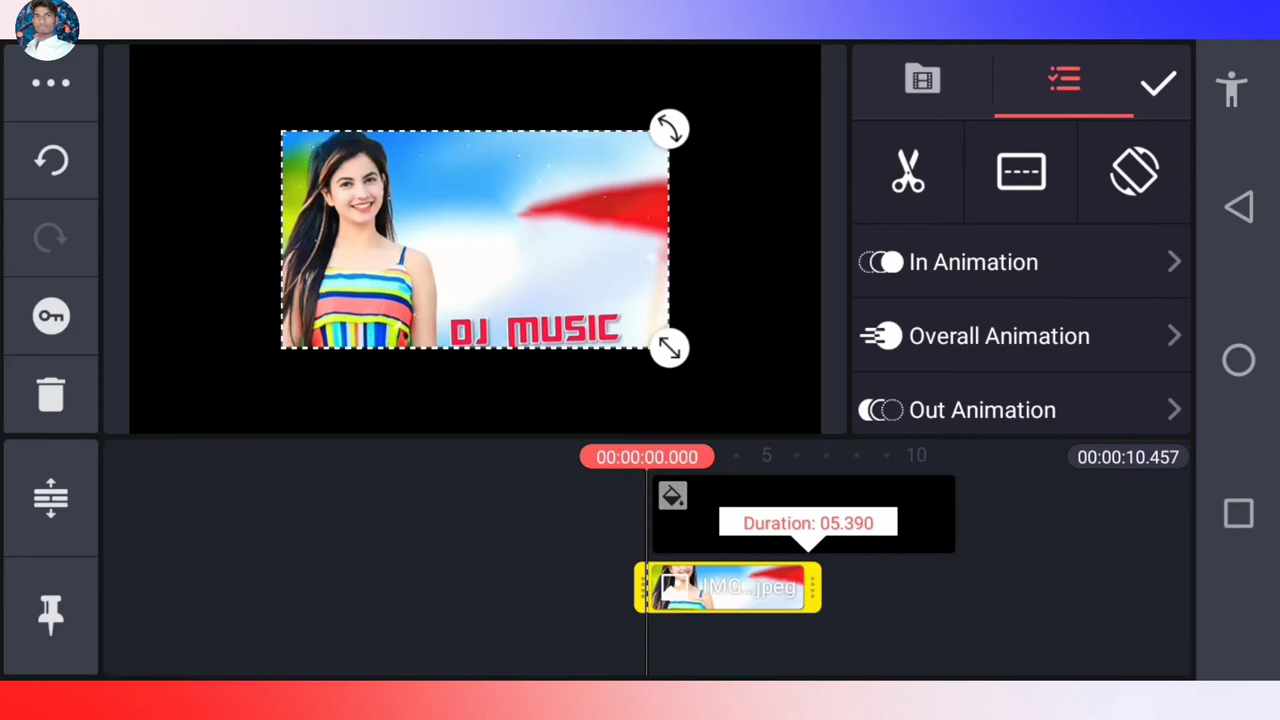 In Animation
DJ MUSIC
Overall Animation
Out Animation
00:00:00.000
5
10
00:00:10.457
Duration: 05.390
IMG...jpeg